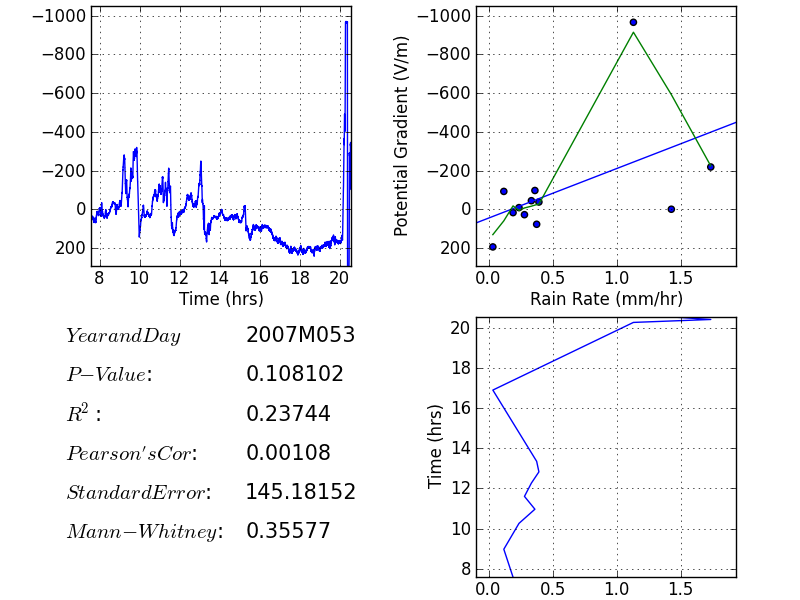 −1000
−800
−600
−400
−200
0
200
8 10 12 14 16 18 20
Time (hrs)
Potential Gradient (V/m)
−1000
−800
−600
−400
−200
0
200
0.0 0.5 1.0 1.5
Rain Rate (mm/hr)
YearandDay 2007M053
P−Value: 0.108102
R²: 0.23744
Pearson'sCor: 0.00108
StandardError: 145.18152
Mann−Whitney: 0.35577
Time (hrs)
20
18
16
14
12
10
8
0.0 0.5 1.0 1.5